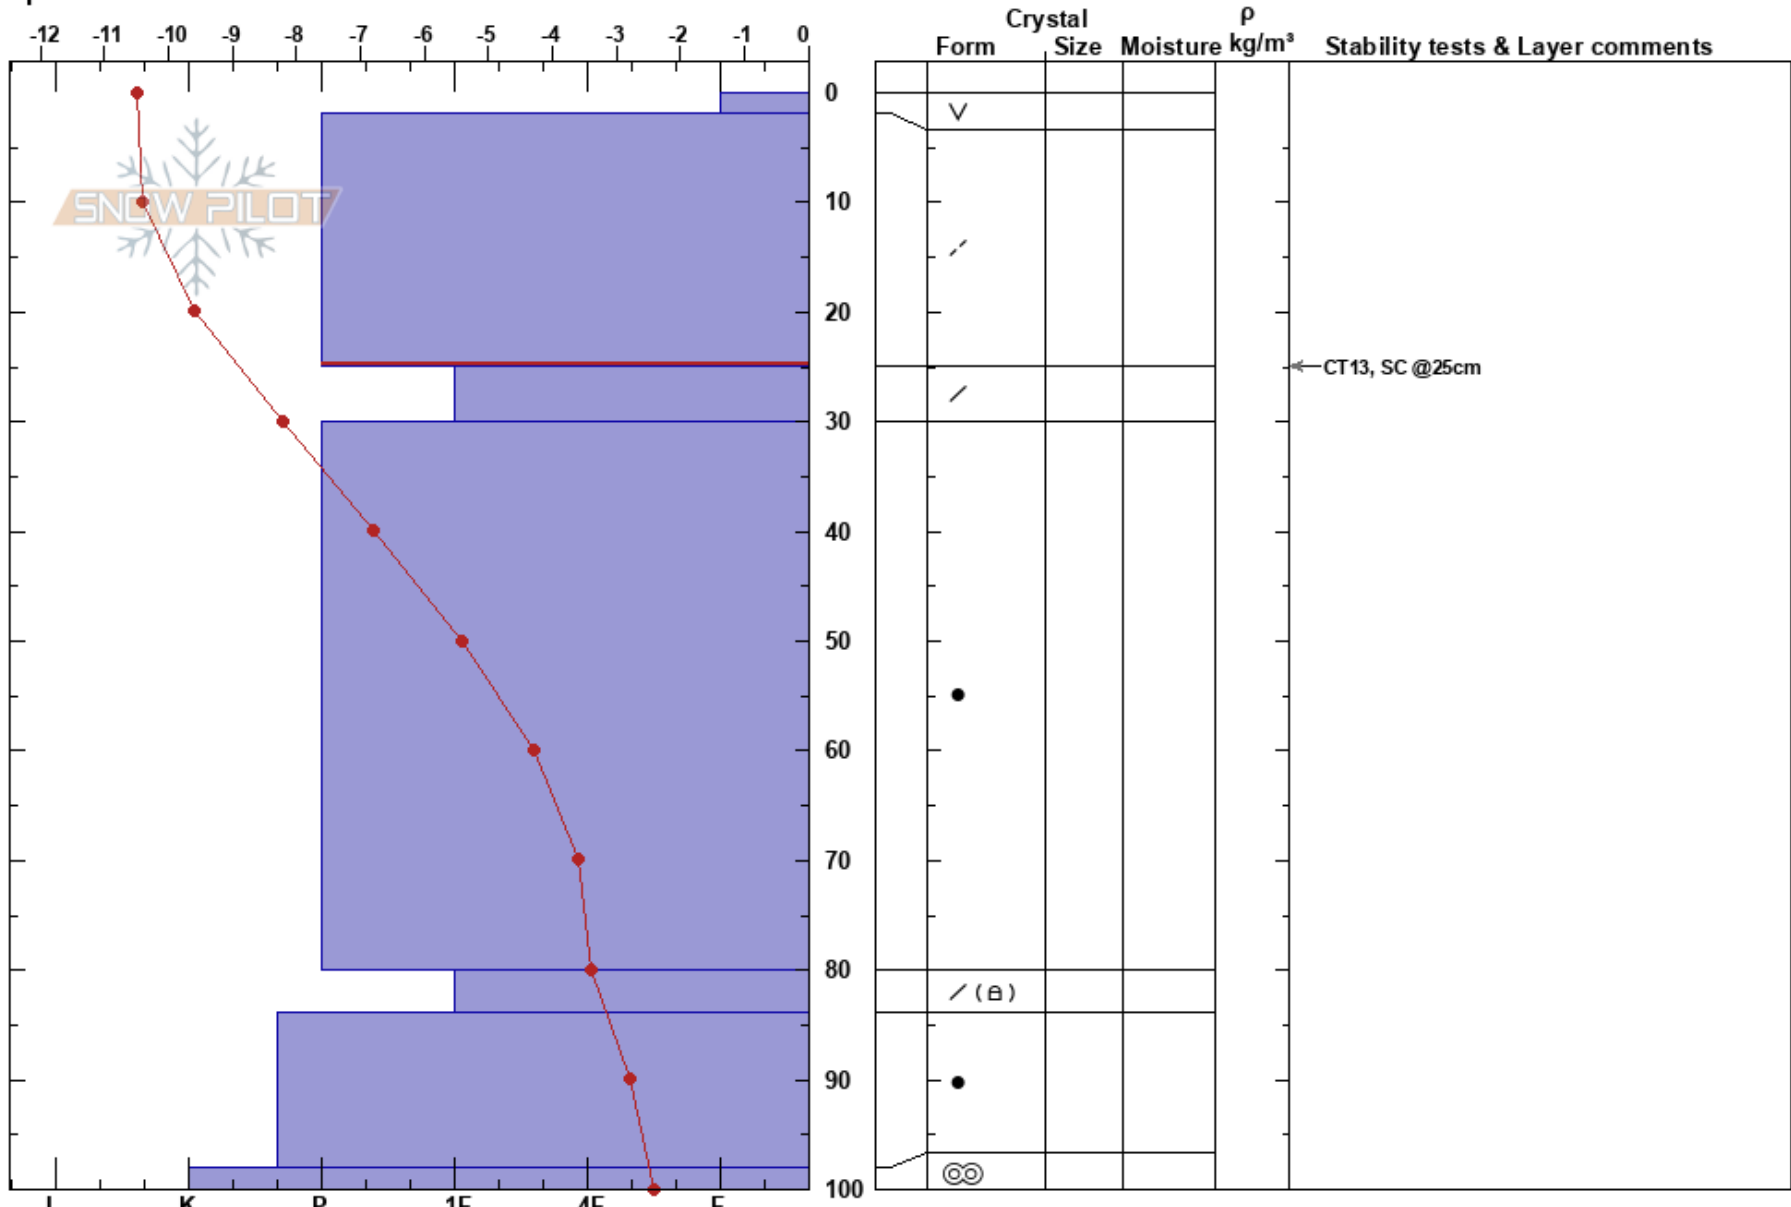 Crystal ρ
-12 -11 -10 -9 -8 -7 -6 -5 -4 -3 -2 -1 0 Form Size Moisture kg/m³ Stability tests & Layer comments
0
SNOW PILOT
10
20
CT13, SC @25cm
30
40
50
60
70
80
90
100
I K P 1F 4F F